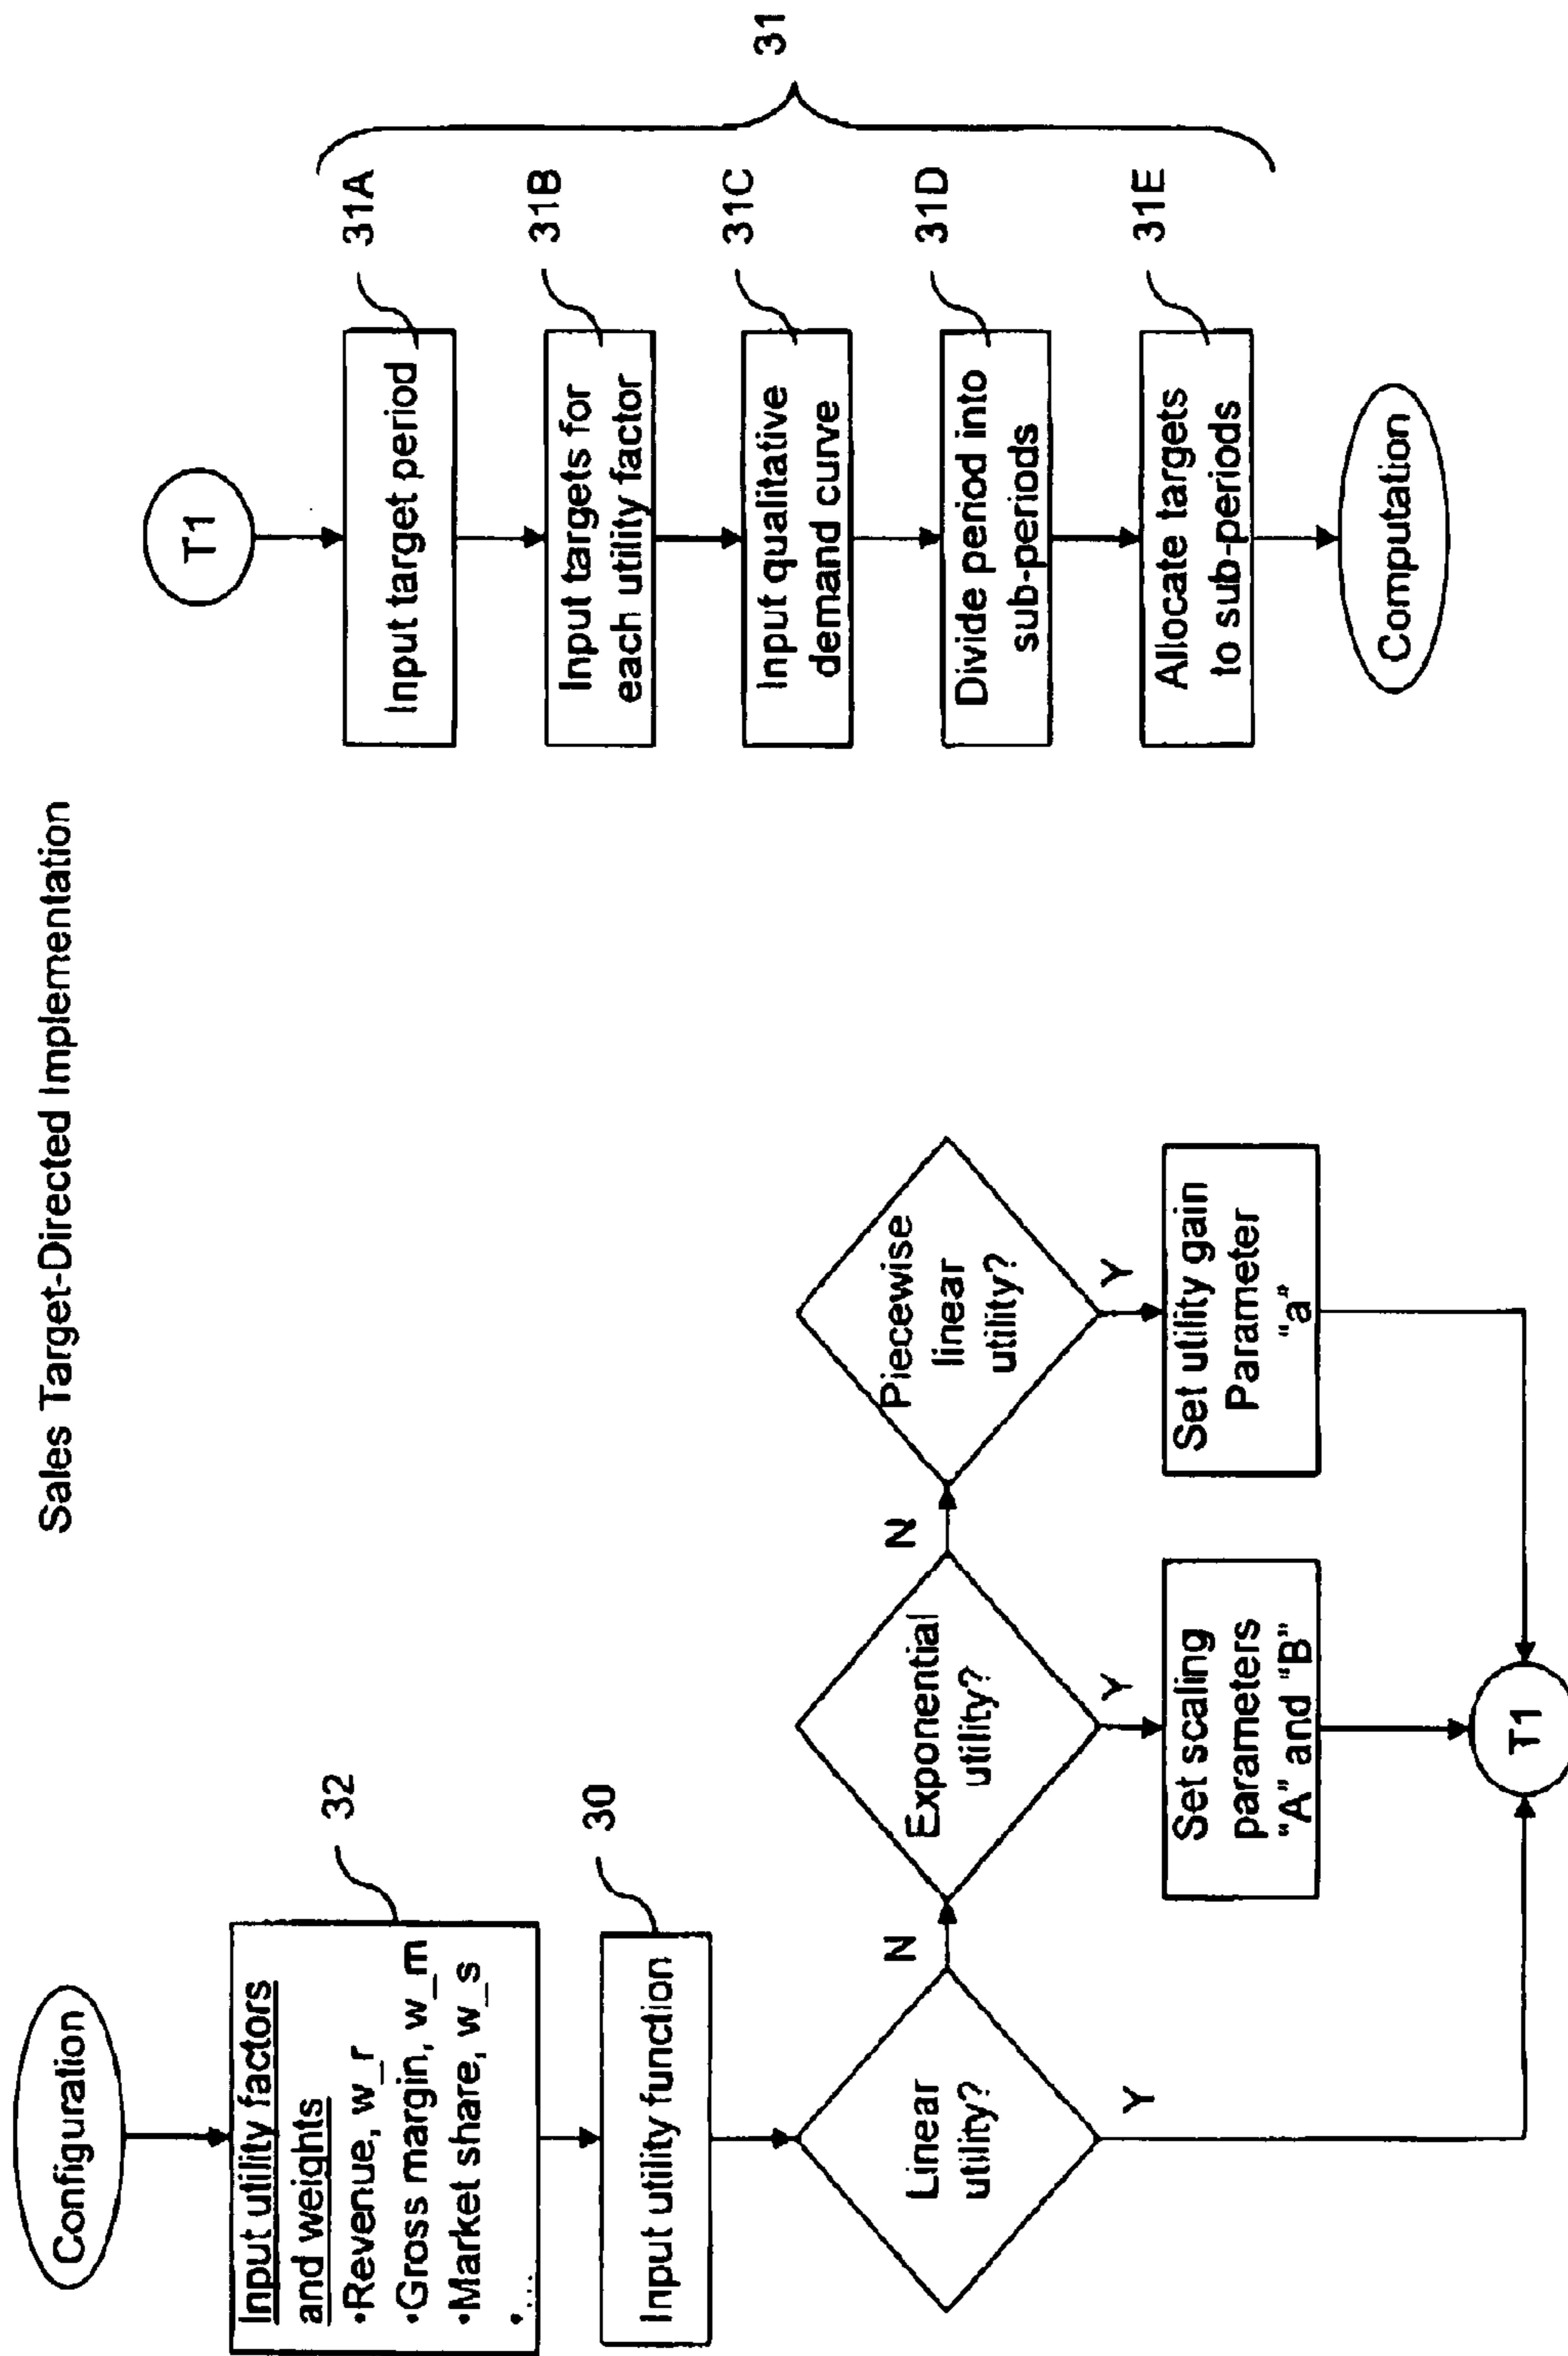 Sales Target-Directed Implementation
Configuration
32
Input utility factors
and weights
•Revenue, w_r
•Gross margin, w_m
•Market share, w_s
•...
30
Input utility function
Linear
utility?
N
Y
Exponential
utility?
N
Y
Piecewise
linear
utility?
Y
Set scaling
parameters
"A" and "B"
Set utility gain
Parameter
"a"
T1
T1
Input target period
31A
Input targets for
each utility factor
31B
Input qualitative
demand curve
31C
Divide period into
sub-periods
31D
Allocate targets
to sub-periods
31E
31
Computation